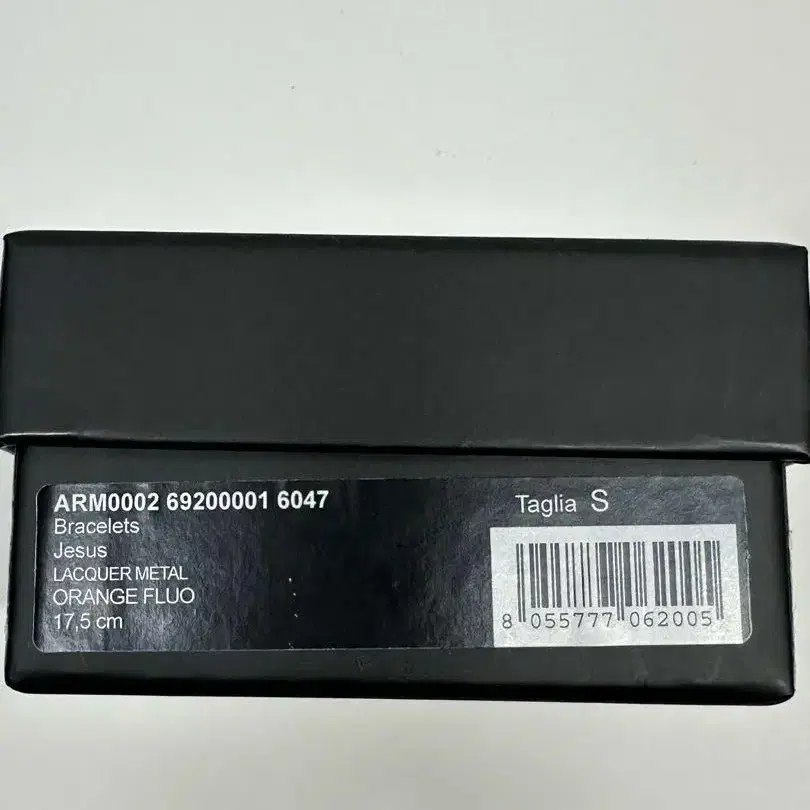 ARM0002 69200001 6047
Bracelets
Jesus
LACQUER METAL
ORANGE FLUO
17,5 cm
Taglia S
8 055777 062005